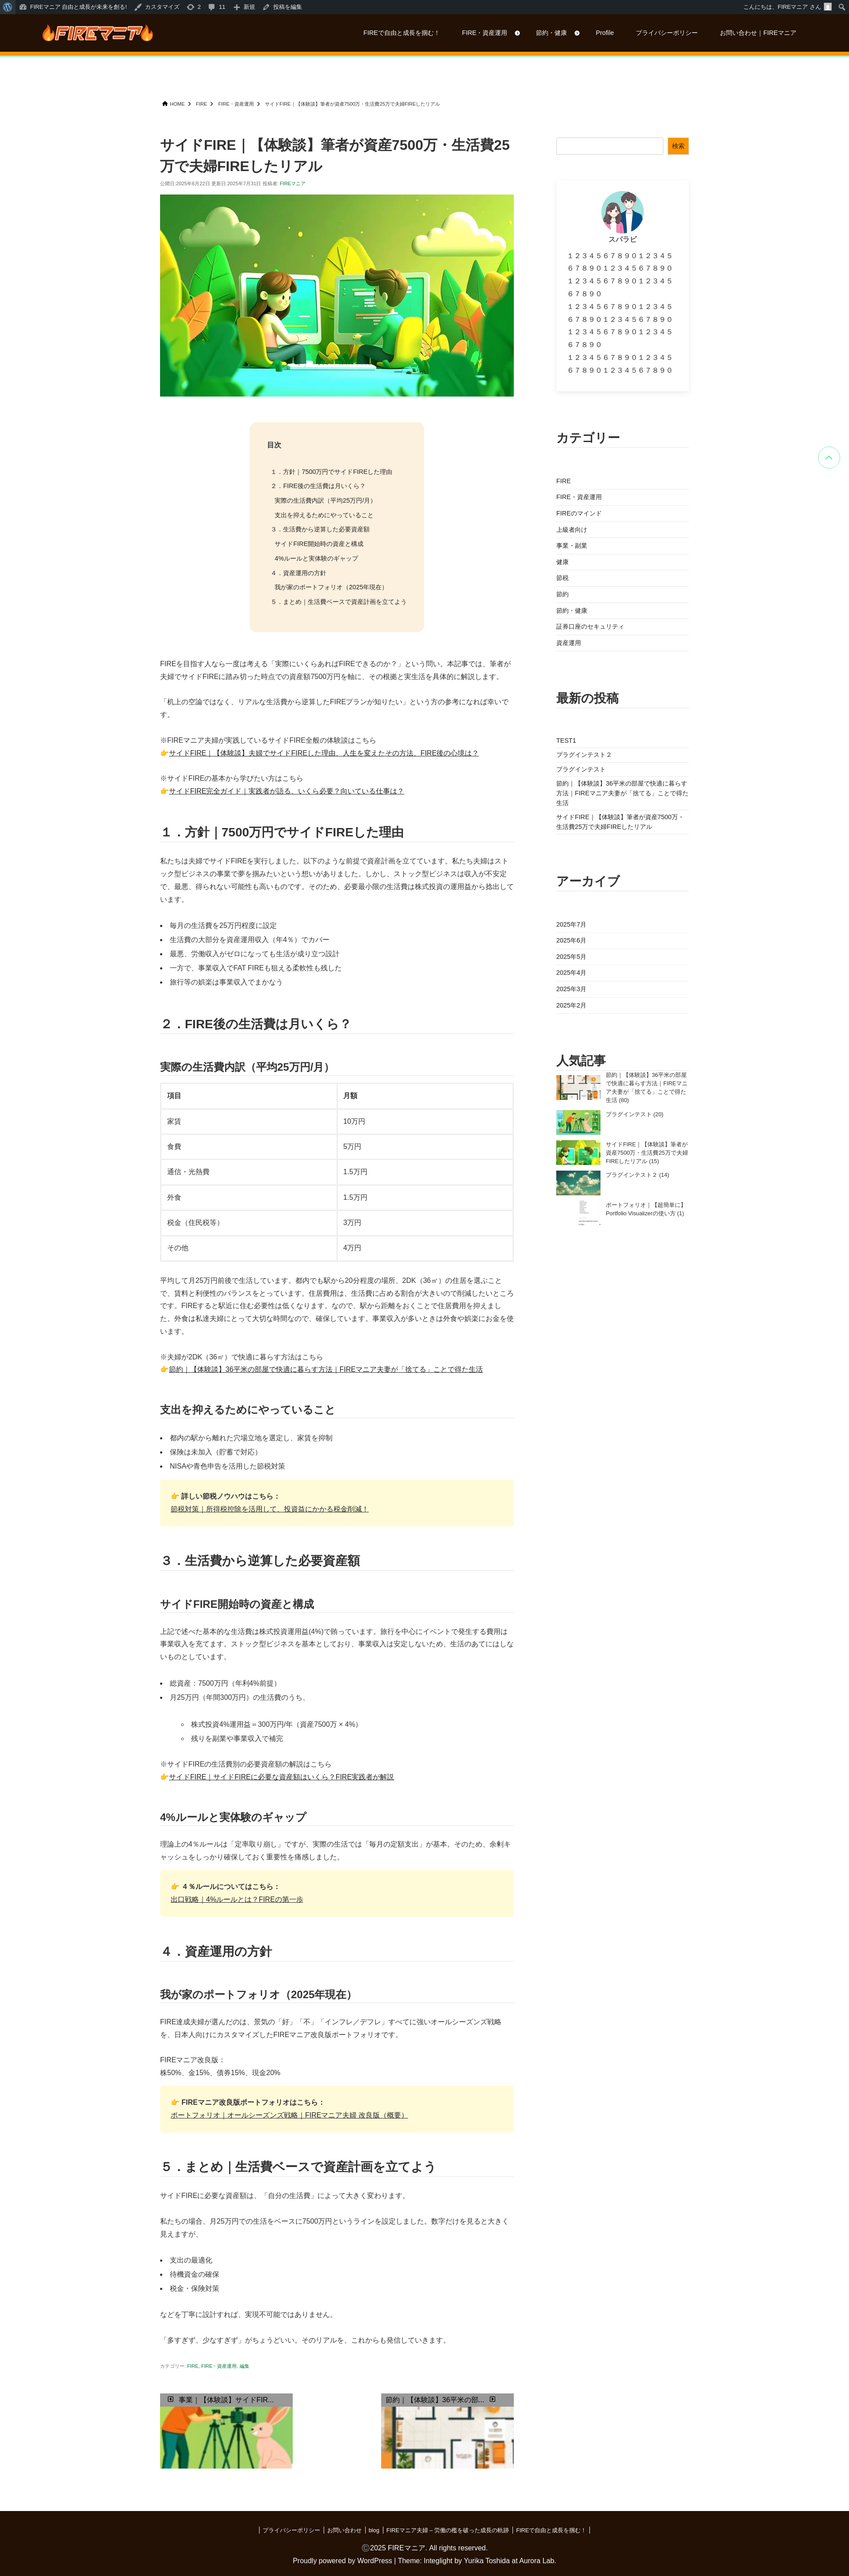 FIREマニア 自由と成長が未来を創る! カスタマイズ 2 11 新規 投稿を編集 こんにちは、FIREマニア さん
FIREマニア
FIREで自由と成長を掴む！ FIRE・資産運用 節約・健康 Profile プライバシーポリシー お問い合わせ｜FIREマニア
HOME FIRE FIRE・資産運用 サイドFIRE｜【体験談】筆者が資産7500万・生活費25万で夫婦FIREしたリアル
サイドFIRE｜【体験談】筆者が資産7500万・生活費25
万で夫婦FIREしたリアル
公開日:2025年6月22日 更新日:2025年7月31日 投稿者: FIREマニア
目次
１．方針｜7500万円でサイドFIREした理由
２．FIRE後の生活費は月いくら？
実際の生活費内訳（平均25万円/月）
支出を抑えるためにやっていること
３．生活費から逆算した必要資産額
サイドFIRE開始時の資産と構成
4%ルールと実体験のギャップ
４．資産運用の方針
我が家のポートフォリオ（2025年現在）
５．まとめ｜生活費ベースで資産計画を立てよう
FIREを目指す人なら一度は考える「実際にいくらあればFIREできるのか？」という問い。本記事では、筆者が
夫婦でサイドFIREに踏み切った時点での資産額7500万円を軸に、その根拠と実生活を具体的に解説します。
「机上の空論ではなく、リアルな生活費から逆算したFIREプランが知りたい」という方の参考になれば幸いで
す。
※FIREマニア夫婦が実践しているサイドFIRE全般の体験談はこちら
👉サイドFIRE｜【体験談】夫婦でサイドFIREした理由、人生を変えたその方法、FIRE後の心境は？
※サイドFIREの基本から学びたい方はこちら
👉サイドFIRE完全ガイド｜実践者が語る、いくら必要？向いている仕事は？
１．方針｜7500万円でサイドFIREした理由
私たちは夫婦でサイドFIREを実行しました。以下のような前提で資産計画を立てています。私たち夫婦はスト
ック型ビジネスの事業で夢を掴みたいという想いがありました。しかし、ストック型ビジネスは収入が不安定
で、最悪、得られない可能性も高いものです。そのため、必要最小限の生活費は株式投資の運用益から捻出して
います。
• 毎月の生活費を25万円程度に設定
• 生活費の大部分を資産運用収入（年4％）でカバー
• 最悪、労働収入がゼロになっても生活が成り立つ設計
• 一方で、事業収入でFAT FIREも狙える柔軟性も残した
• 旅行等の娯楽は事業収入でまかなう
２．FIRE後の生活費は月いくら？
実際の生活費内訳（平均25万円/月）
項目 月額
家賃 10万円
食費 5万円
通信・光熱費 1.5万円
外食 1.5万円
税金（住民税等） 3万円
その他 4万円
平均して月25万円前後で生活しています。都内でも駅から20分程度の場所、2DK（36㎡）の住居を選ぶこと
で、賃料と利便性のバランスをとっています。住居費用は、生活費に占める割合が大きいので削減したいところ
です。FIREすると駅近に住む必要性は低くなります。なので、駅から距離をおくことで住居費用を抑えまし
た。外食は私達夫婦にとって大切な時間なので、確保しています。事業収入が多いときは外食や娯楽にお金を使
います。
※夫婦が2DK（36㎡）で快適に暮らす方法はこちら
👉節約｜【体験談】36平米の部屋で快適に暮らす方法｜FIREマニア夫妻が「捨てる」ことで得た生活
支出を抑えるためにやっていること
• 都内の駅から離れた穴場立地を選定し、家賃を抑制
• 保険は未加入（貯蓄で対応）
• NISAや青色申告を活用した節税対策
👉 詳しい節税ノウハウはこちら：
節税対策｜所得税控除を活用して、投資益にかかる税金削減！
３．生活費から逆算した必要資産額
サイドFIRE開始時の資産と構成
上記で述べた基本的な生活費は株式投資運用益(4%)で賄っています。旅行を中心にイベントで発生する費用は
事業収入を充てます。ストック型ビジネスを基本としており、事業収入は安定しないため、生活のあてにはしな
いものとしています。
• 総資産：7500万円（年利4%前提）
• 月25万円（年間300万円）の生活費のうち、
○ 株式投資4%運用益＝300万円/年（資産7500万 × 4%）
○ 残りを副業や事業収入で補完
※サイドFIREの生活費別の必要資産額の解説はこちら
👉サイドFIRE｜サイドFIREに必要な資産額はいくら？FIRE実践者が解説
4%ルールと実体験のギャップ
理論上の4％ルールは「定率取り崩し」ですが、実際の生活では「毎月の定額支出」が基本。そのため、余剰キ
ャッシュをしっかり確保しておく重要性を痛感しました。
👉 ４％ルールについてはこちら：
出口戦略｜4%ルールとは？FIREの第一歩
４．資産運用の方針
我が家のポートフォリオ（2025年現在）
FIRE達成夫婦が選んだのは、景気の「好」「不」「インフレ／デフレ」すべてに強いオールシーズンズ戦略
を、日本人向けにカスタマイズしたFIREマニア改良版ポートフォリオです。
FIREマニア改良版：
株50%、金15%、債券15%、現金20%
👉 FIREマニア改良版ポートフォリオはこちら：
ポートフォリオ｜オールシーズンズ戦略｜FIREマニア夫婦 改良版（概要）
５．まとめ｜生活費ベースで資産計画を立てよう
サイドFIREに必要な資産額は、「自分の生活費」によって大きく変わります。
私たちの場合、月25万円での生活をベースに7500万円というラインを設定しました。数字だけを見ると大きく
見えますが、
• 支出の最適化
• 待機資金の確保
• 税金・保険対策
などを丁寧に設計すれば、実現不可能ではありません。
「多すぎず、少なすぎず」がちょうどいい。そのリアルを、これからも発信していきます。
カテゴリー: FIRE, FIRE・資産運用, 編集
事業｜【体験談】サイドFIR...
節約｜【体験談】36平米の部...
検索
スパラピ
１２３４５６７８９０１２３４５
６７８９０１２３４５６７８９０
１２３４５６７８９０１２３４５
６７８９０
１２３４５６７８９０１２３４５
６７８９０１２３４５６７８９０
１２３４５６７８９０１２３４５
６７８９０
１２３４５６７８９０１２３４５
６７８９０１２３４５６７８９０
カテゴリー
FIRE
FIRE・資産運用
FIREのマインド
上級者向け
事業・副業
健康
節税
節約
節約・健康
証券口座のセキュリティ
資産運用
最新の投稿
TEST1
プラグインテスト２
プラグインテスト
節約｜【体験談】36平米の部屋で快適に暮らす
方法｜FIREマニア夫妻が「捨てる」ことで得た
生活
サイドFIRE｜【体験談】筆者が資産7500万・
生活費25万で夫婦FIREしたリアル
アーカイブ
2025年7月
2025年6月
2025年5月
2025年4月
2025年3月
2025年2月
人気記事
節約｜【体験談】36平米の部屋
で快適に暮らす方法｜FIREマニ
ア夫妻が「捨てる」ことで得た
生活 (80)
プラグインテスト (20)
サイドFIRE｜【体験談】筆者が
資産7500万・生活費25万で夫婦
FIREしたリアル (15)
プラグインテスト２ (14)
ポートフォリオ｜【超簡単に】
Portfolio Visualizerの使い方 (1)
プライバシーポリシー お問い合わせ blog FIREマニア夫婦 – 労働の檻を破った成長の軌跡 FIREで自由と成長を掴む！
©2025 FIREマニア. All rights reserved.
Proudly powered by WordPress | Theme: Integlight by Yurika Toshida at Aurora Lab.